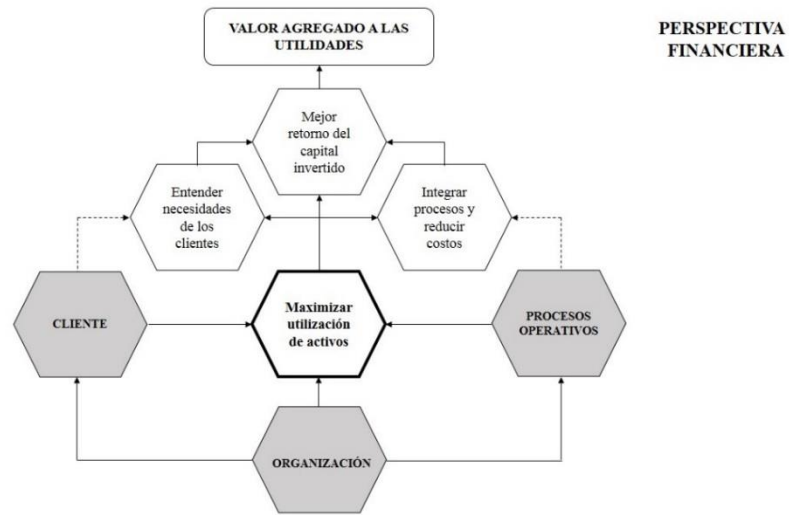 VALOR AGREGADO A LAS
UTILIDADES
PERSPECTIVA
FINANCIERA
Mejor
retorno del
capital
invertido
Entender
necesidades
de los
clientes
Integrar
procesos y
reducir
costos
CLIENTE
Maximizar
utilización
de activos
PROCESOS
OPERATIVOS
ORGANIZACIÓN